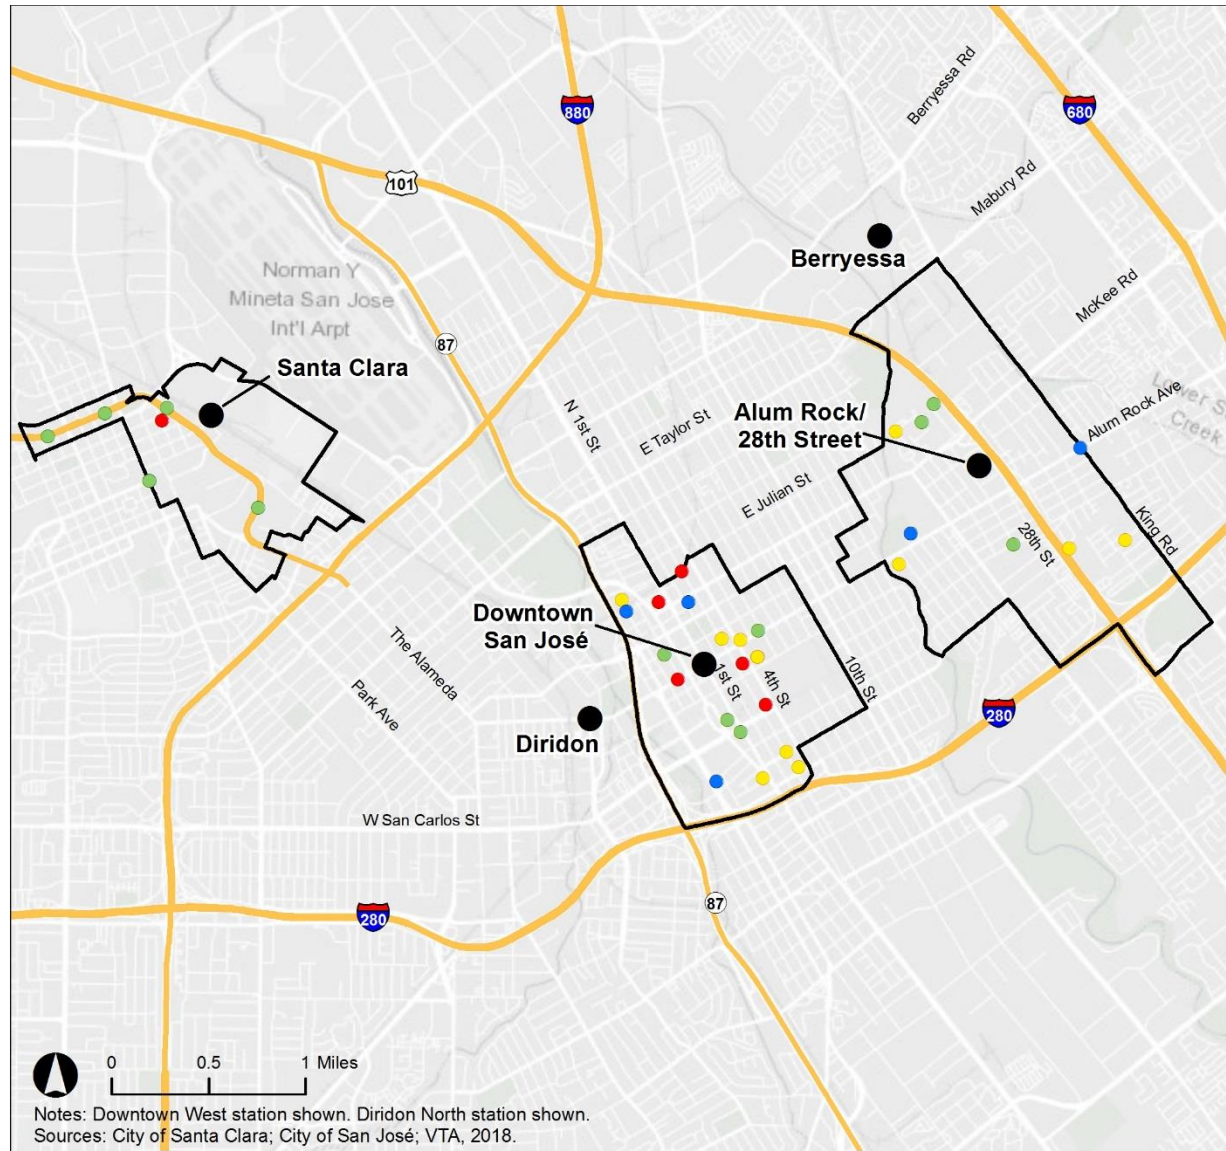 Berryessa Rd
880
680
101
Mabury Rd
Berryessa
Norman Y
Mineta San Jose
Int'l Arpt
McKee Rd
87
Santa Clara
N 1st St
E Taylor St
Alum Rock/
28th Street
Alum Rock Ave
Creek
E Julian St
28th St
King Rd
Downtown
San José
The Alameda
Park Ave
1st St
4th St
10th St
Diridon
280
W San Carlos St
280
87
0 0.5 1 Miles
Notes: Downtown West station shown. Diridon North station shown.
Sources: City of Santa Clara; City of San José; VTA, 2018.